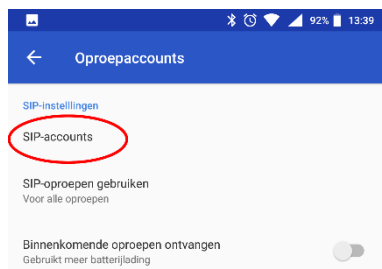 92% 13:39
Oproepaccounts
SIP-instelllingen
SIP-accounts
SIP-oproepen gebruiken
Voor alle oproepen
Binnenkomende oproepen ontvangen
Gebruikt meer batterijlading